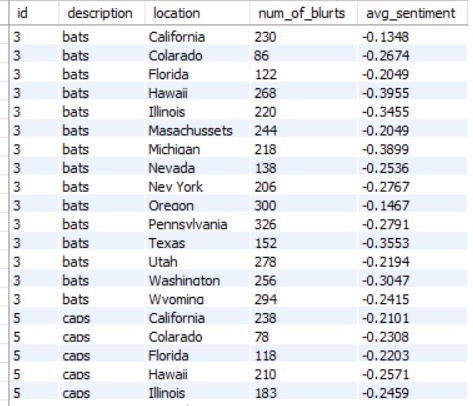 id description location num_of_blurts avg_sentiment
3 bats California 230 -0.1348
3 bats Colarado 86 -0.2674
3 bats Florida 122 -0.2049
3 bats Hawaii 268 -0.3955
3 bats Illinois 220 -0.3455
3 bats Masachussets 244 -0.2049
3 bats Michigan 218 -0.3899
3 bats Nevada 138 -0.2536
3 bats Nev York 206 -0.2767
3 bats Oregon 300 -0.1467
3 bats Pennsylvania 326 -0.2791
3 bats Texas 152 -0.3553
3 bats Utah 278 -0.2194
3 bats Washington 256 -0.3047
3 bats Wyoming 294 -0.2415
5 caps California 238 -0.2101
5 caps Colarado 78 -0.2308
5 caps Florida 118 -0.2203
5 caps Hawaii 210 -0.2571
5 caps Illinois 183 -0.2459